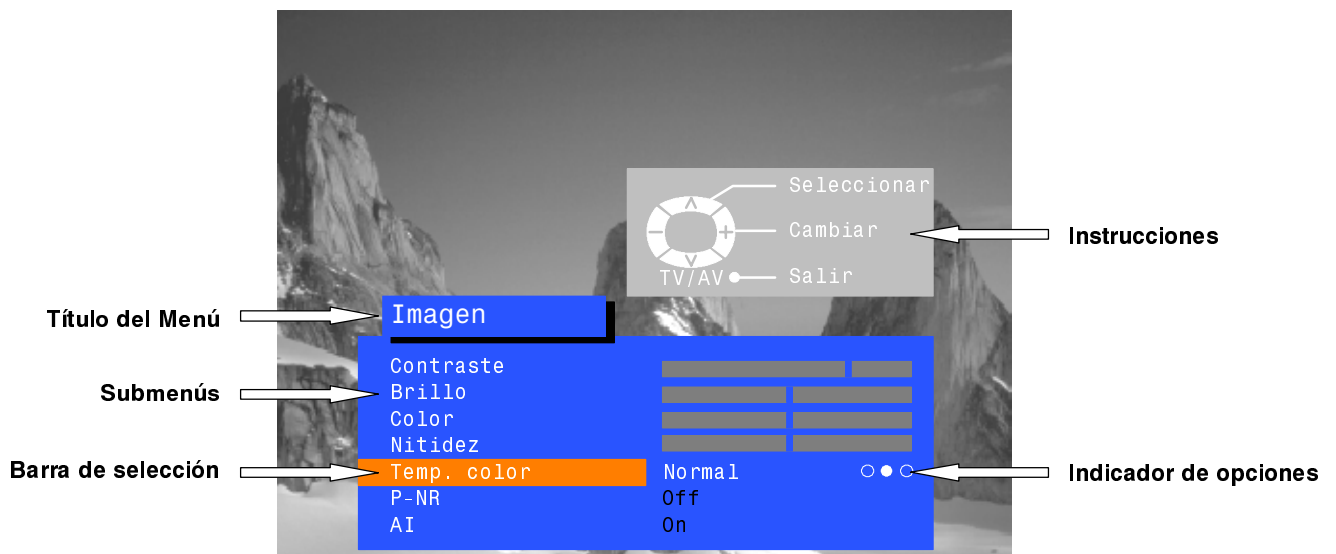 Seleccionar
Cambiar
TV/AV Salir
Instrucciones
Título del Menú
Imagen
Contraste
Submenús
Brillo
Color
Nitidez
Barra de selección
Temp. color Normal
Indicador de opciones
P-NR Off
AI On